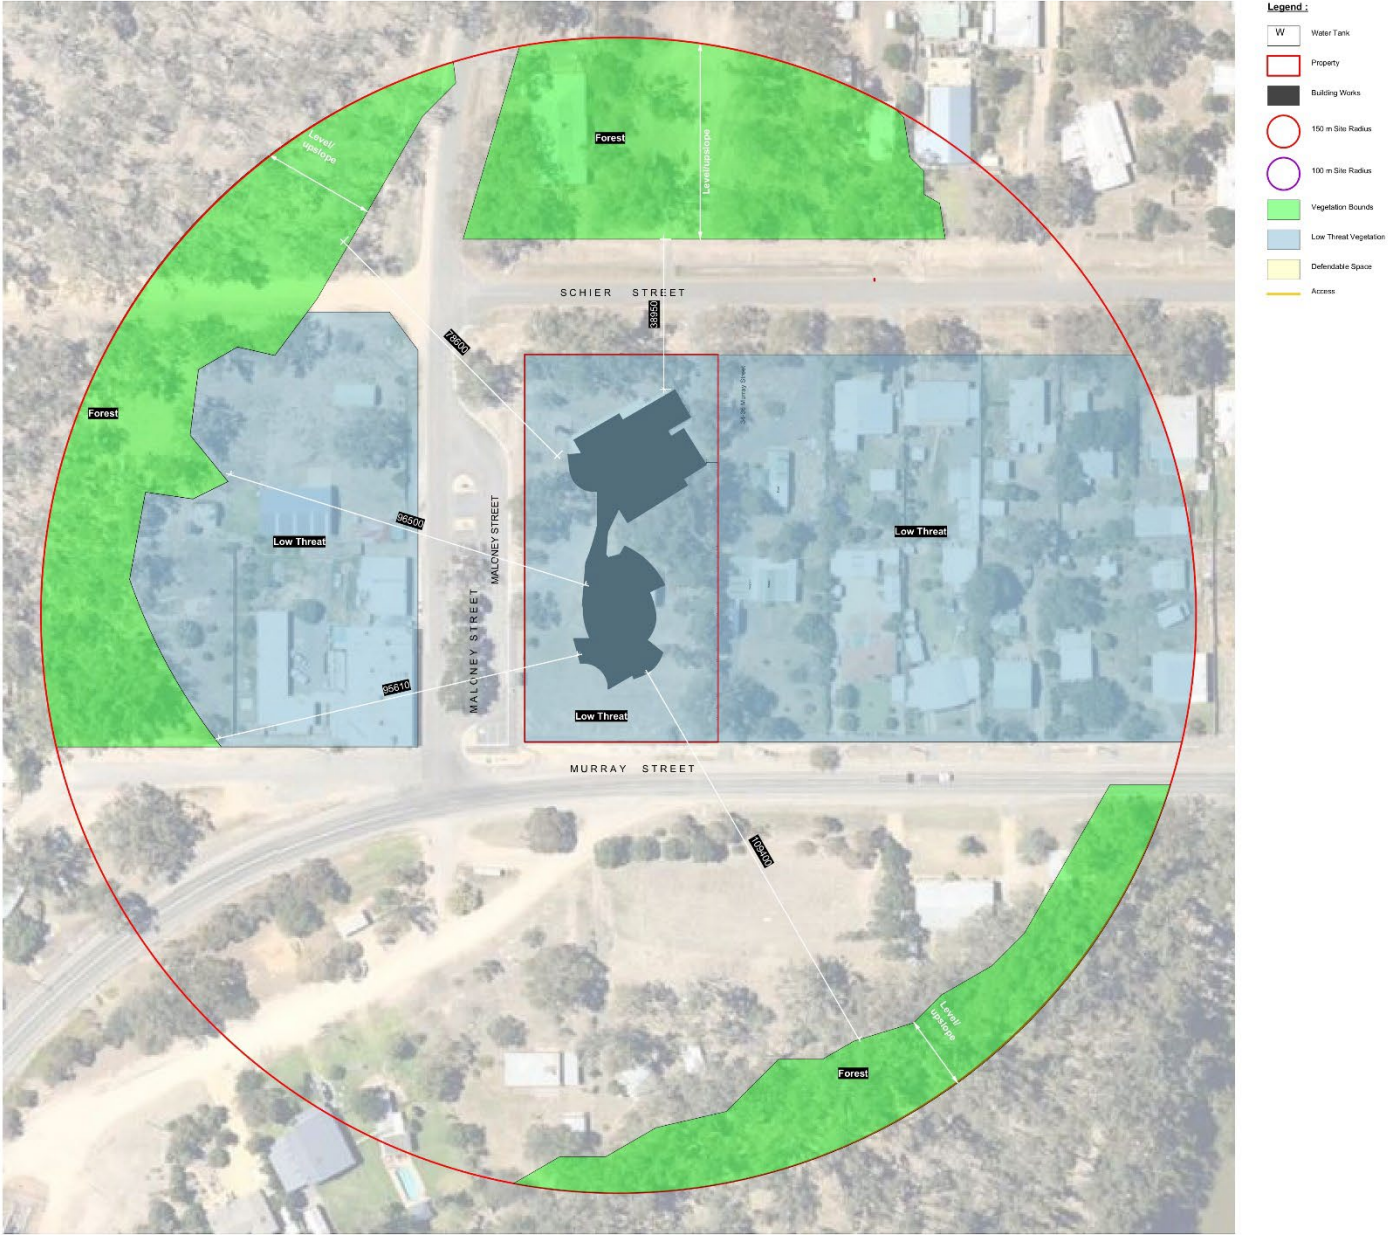 Legend :
W
Water Tank
Property
Building Works
150 m Site Radius
100 m Site Radius
Vegetation Bounds
Low Threat Vegetation
Defendable Space
Access
Level/
upslope
Forest
Level/upslope
SCHIER STREET
38950
78600
Forest
96500
Low Threat
MALONEY STREET
MALONEY STREET
95610
Low Threat
Low Threat
MURRAY STREET
109400
Level/
upslope
Forest